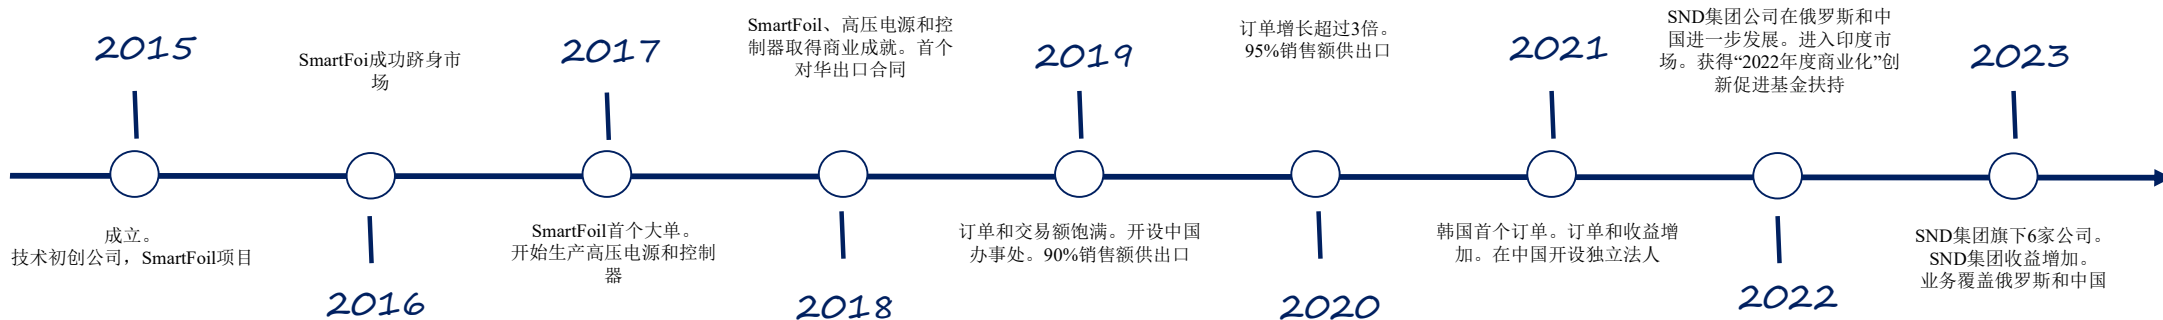 2015
成立。
技术初创公司，SmartFoil项目
SmartFoi成功跻身市
场
2016
2017
SmartFoil首个大单。
开始生产高压电源和控制
器
SmartFoil、高压电源和控
制器取得商业成就。首个
对华出口合同
2018
2019
订单和交易额饱满。开设中国
办事处。90%销售额供出口
订单增长超过3倍。
95%销售额供出口
2020
2021
韩国首个订单。订单和收益增
加。在中国开设独立法人
SND集团公司在俄罗斯和中
国进一步发展。进入印度市
场。获得“2022年度商业化”创
新促进基金扶持
2022
2023
SND集团旗下6家公司。
SND集团收益增加。
业务覆盖俄罗斯和中国